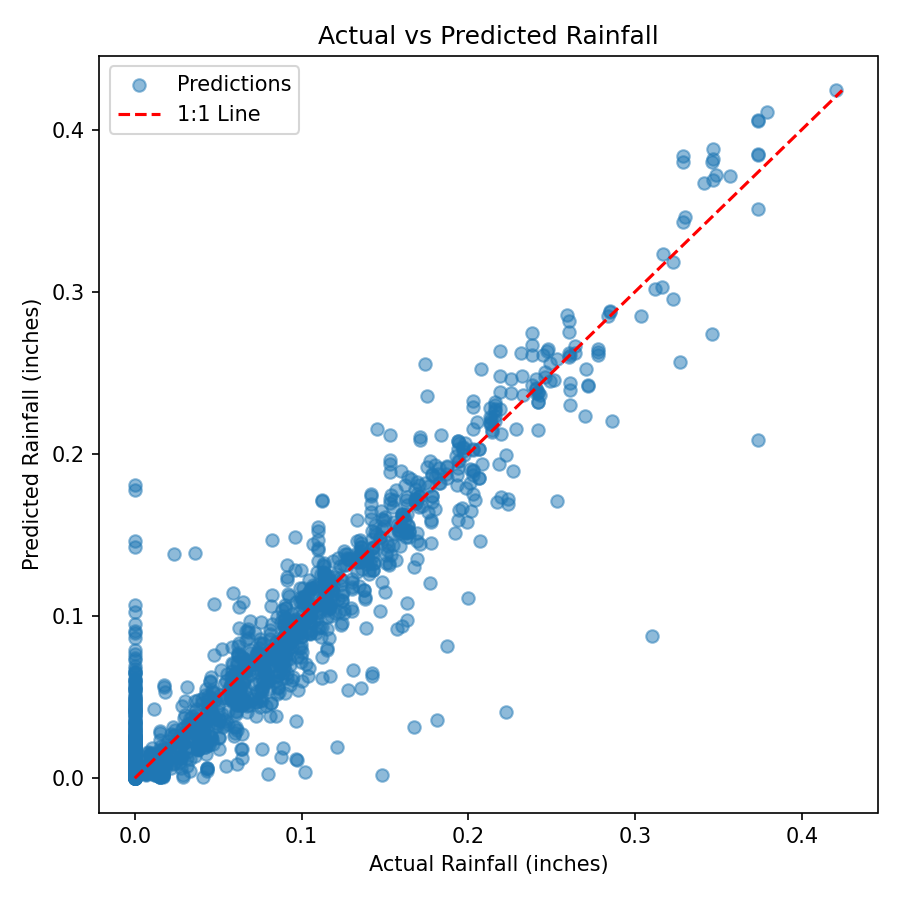 Actual vs Predicted Rainfall
Predictions
1:1 Line
Predicted Rainfall (inches)
0.4
0.3
0.2
0.1
0.0
0.0 0.1 0.2 0.3 0.4
Actual Rainfall (inches)